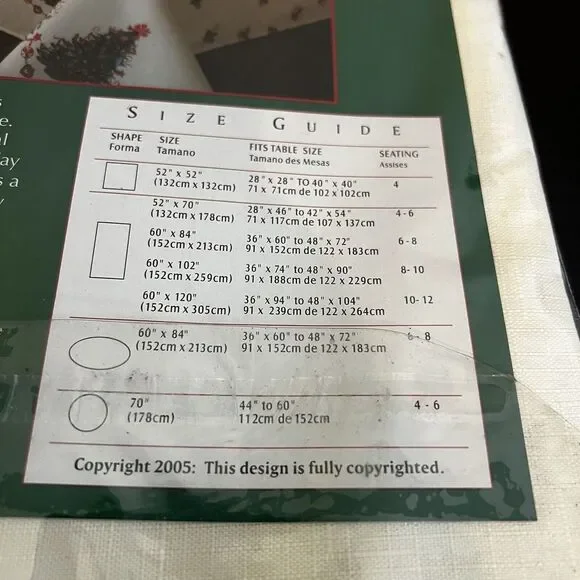 s
e.
al
ay
s a
y
SIZE GUIDE
SHAPE SIZE FITS TABLE SIZE SEATING
Forma Tamano Tamano des Mesas Assises
52" x 52" 28" x 28" TO 40" x 40" 4
(132cm x 132cm) 71 x 71cm de 102 x 102cm
52" x 70" 28" x 46" to 42" x 54" 4-6
(132cm x 178cm) 71 x 117cm de 107 x 137cm
60" x 84" 36" x 60" to 48" x 72" 6-8
(152cm x 213cm) 91 x 152cm de 122 x 183cm
60" x 102" 36" x 74" to 48" x 90" 8-10
(152cm x 259cm) 91 x 188cm de 122 x 229cm
60" x 120" 36" x 94" to 48" x 104" 10-12
(152cm x 305cm) 91 x 239cm de 122 x 264cm
60" x 84" 36" x 60" to 48" x 72" 6-8
(152cm x 213cm) 91 x 152cm de 122 x 183cm
70" 44" to 60" 4-6
(178cm) 112cm de 152cm
Copyright 2005: This design is fully copyrighted.